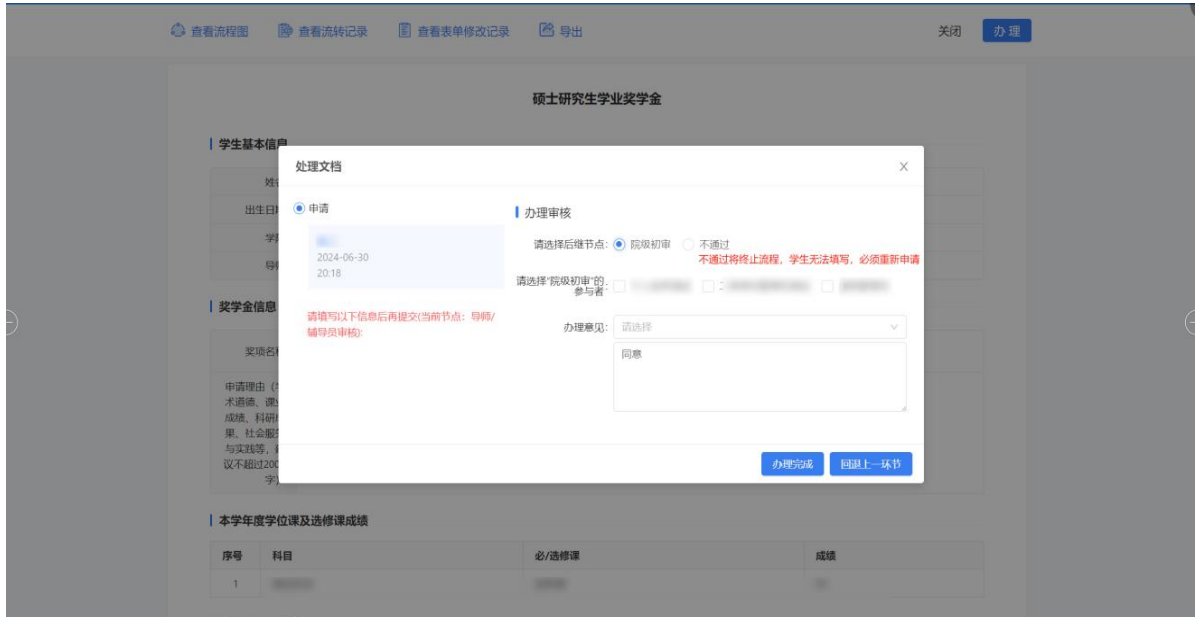 查看流程图 查看流转记录 查看表单修改记录 导出 关闭 办理
硕士研究生学业奖学金
学生基本信息
处理文档
申请
2024-06-30
20:18
请填写以下信息后再提交(当前节点：导师/
辅导员审核):
办理审核
请选择后继节点: 院级初审 不通过
不通过将终止流程，学生无法填写，必须重新申请
请选择"院级初审"的
参与者:
办理意见: 请选择
同意
办理完成 回退上一环节
出生日
奖学金信息
奖项名
申请理由（
术道德、课
成绩、科研
果、社会服
与实践等，
议不超过200
字
本学年度学位课及选修课成绩
序号 科目 必/选修课 成绩
1